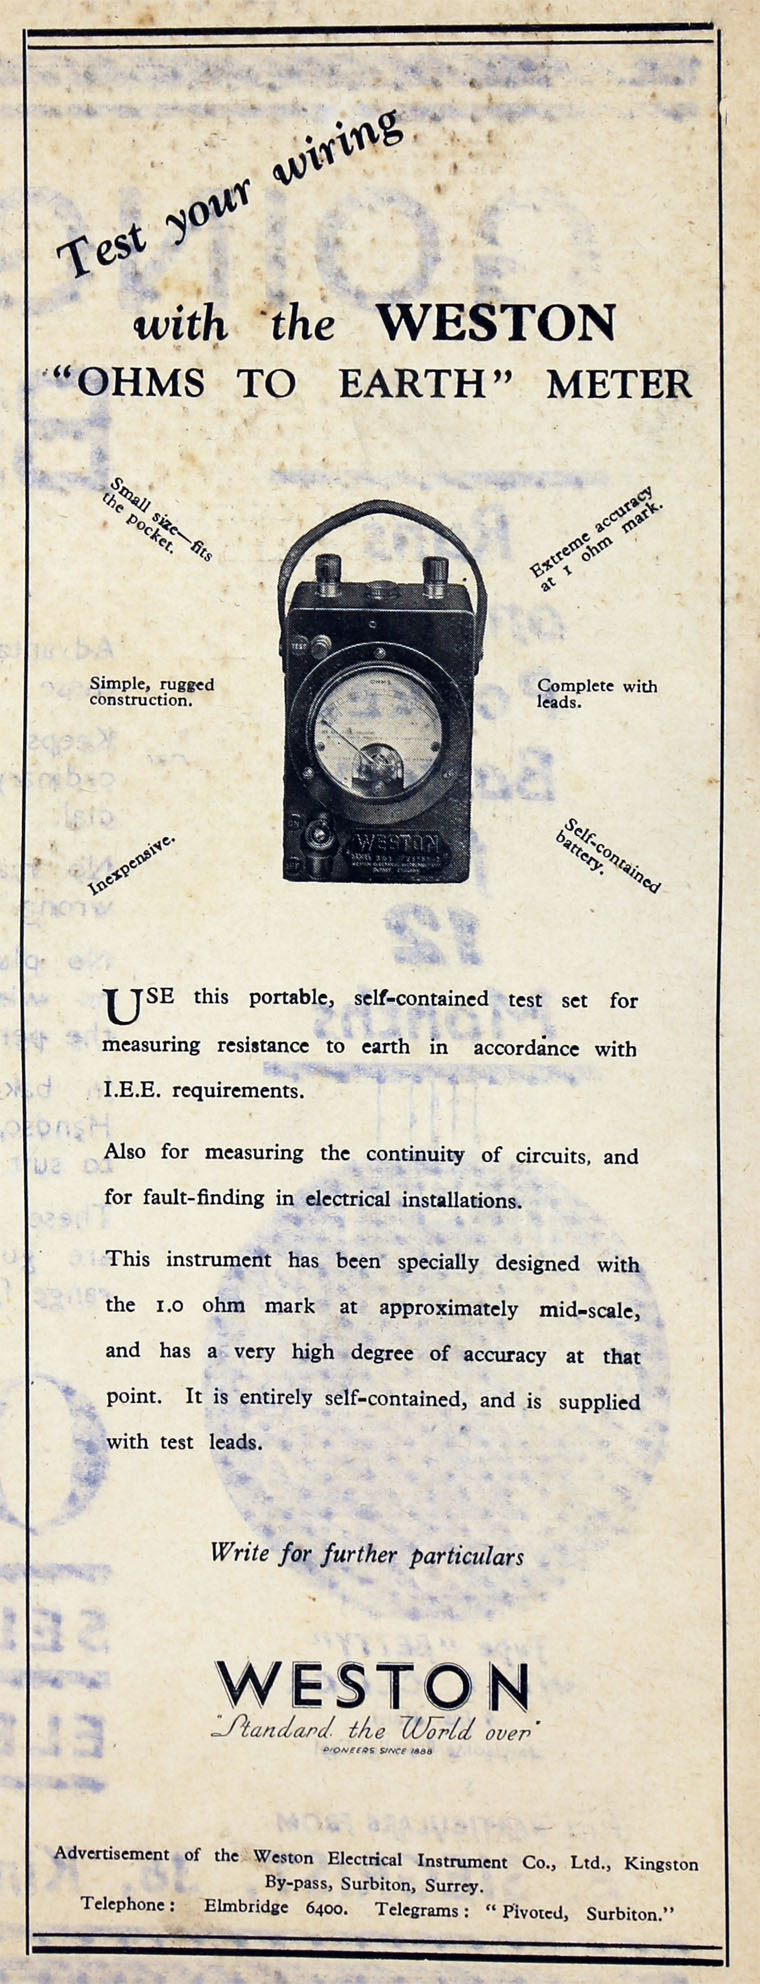 Test your wiring
with the WESTON
"OHMS TO EARTH" METER
Small size—fits
the pocket.
Extreme accuracy
at 1 ohm mark.
Simple, rugged
construction.
Complete with
leads.
Inexpensive.
Self-contained
battery.
TEST
OHMS
ON
WESTON
USE this portable, self-contained test set for
measuring resistance to earth in accordance with
I.E.E. requirements.
Also for measuring the continuity of circuits, and
for fault-finding in electrical installations.
This instrument has been specially designed with
the 1.0 ohm mark at approximately mid-scale,
and has a very high degree of accuracy at that
point. It is entirely self-contained, and is supplied
with test leads.
Write for further particulars
WESTON
"Standard the World over"
PIONEERS SINCE 1888
Advertisement of the Weston Electrical Instrument Co., Ltd., Kingston
By-pass, Surbiton, Surrey.
Telephone: Elmbridge 6400. Telegrams: "Pivoted, Surbiton."